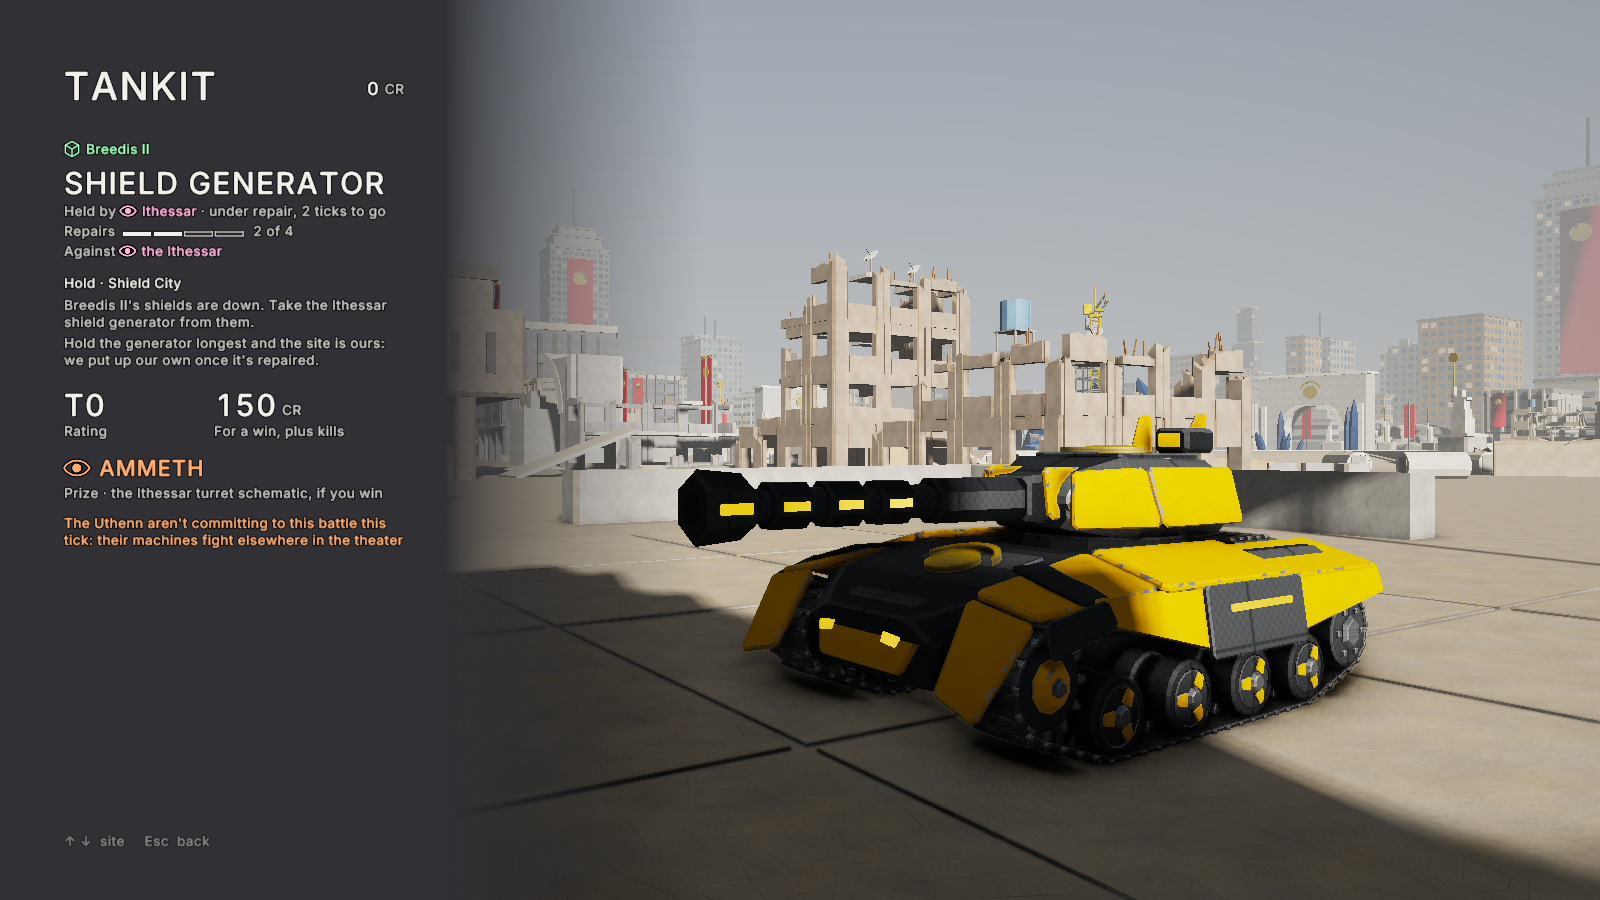 TANKIT
0 CR
Breedis II
SHIELD GENERATOR
Held by Ithessar · under repair, 2 ticks to go
Repairs 2 of 4
Against the Ithessar
Hold · Shield City
Breedis II's shields are down. Take the Ithessar
shield generator from them.
Hold the generator longest and the site is ours:
we put up our own once it's repaired.
T0 150 CR
Rating For a win, plus kills
AMMETH
Prize · the Ithessar turret schematic, if you win
The Uthenn aren't committing to this battle this
tick: their machines fight elsewhere in the theater
↑ ↓ site Esc back